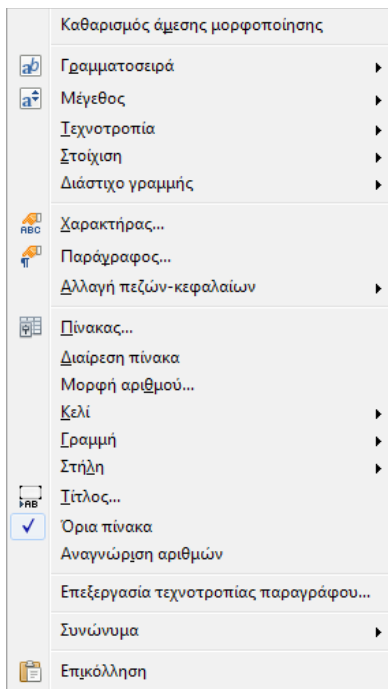 Καθαρισμός άμεσης μορφοποίησης
Γραμματοσειρά
Μέγεθος
Τεχνοτροπία
Στοίχιση
Διάστιχο γραμμής
Χαρακτήρας...
Παράγραφος...
Αλλαγή πεζών-κεφαλαίων
Πίνακας...
Διαίρεση πίνακα
Μορφή αριθμού...
Κελί
Γραμμή
Στήλη
Τίτλος...
Όρια πίνακα
Αναγνώριση αριθμών
Επεξεργασία τεχνοτροπίας παραγράφου...
Συνώνυμα
Επικόλληση